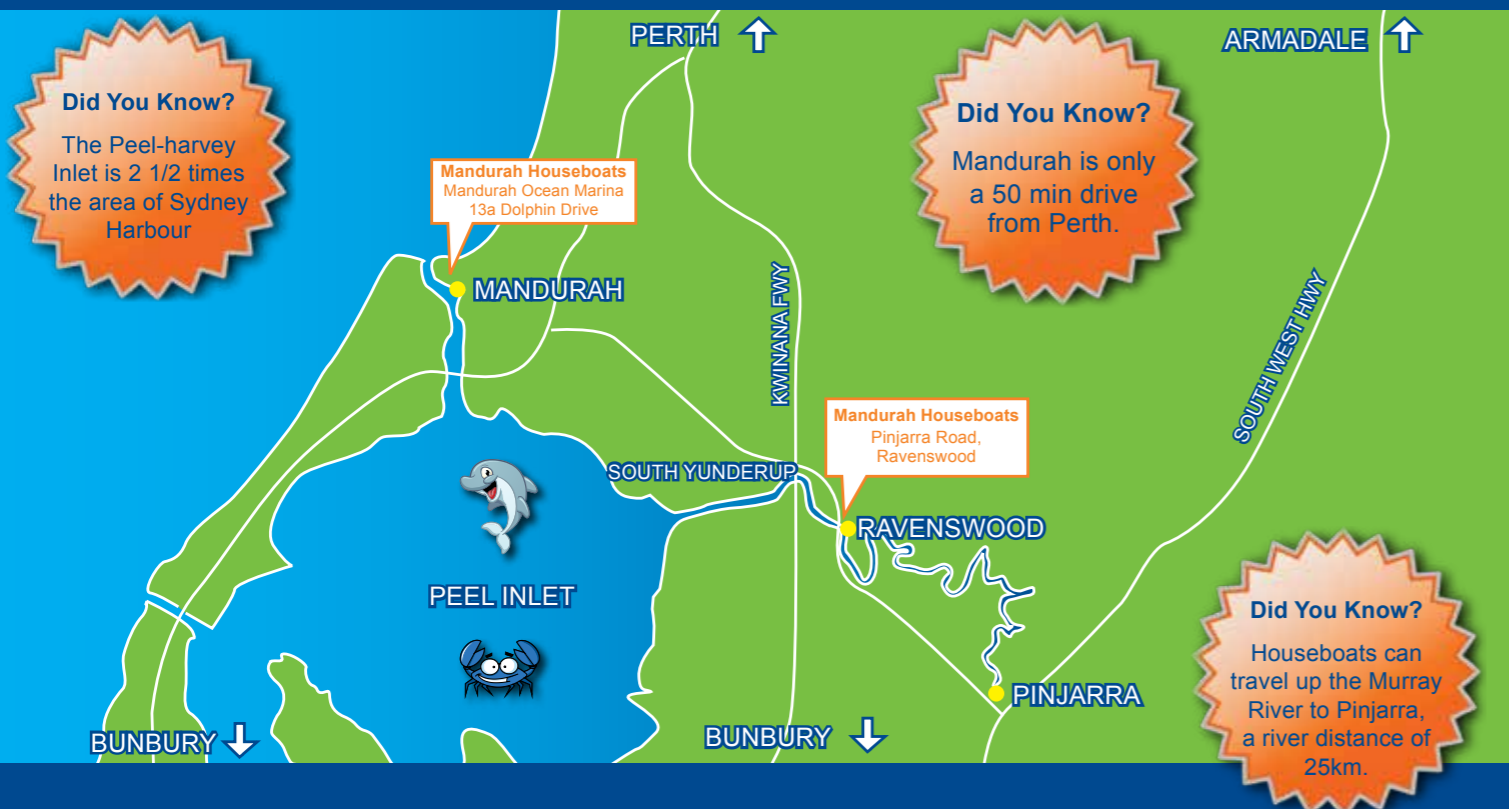 PERTH
ARMADALE
Did You Know?
The Peel-harvey
Inlet is 2 1/2 times
the area of Sydney
Harbour
Did You Know?
Mandurah is only
a 50 min drive
from Perth.
Mandurah Houseboats
Mandurah Ocean Marina
13a Dolphin Drive
MANDURAH
KWINANA FWY
SOUTH WEST HWY
Mandurah Houseboats
Pinjarra Road,
Ravenswood
SOUTH YUNDERUP
RAVENSWOOD
PEEL INLET
Did You Know?
Houseboats can
travel up the Murray
River to Pinjarra,
a river distance of
25km.
PINJARRA
BUNBURY
BUNBURY